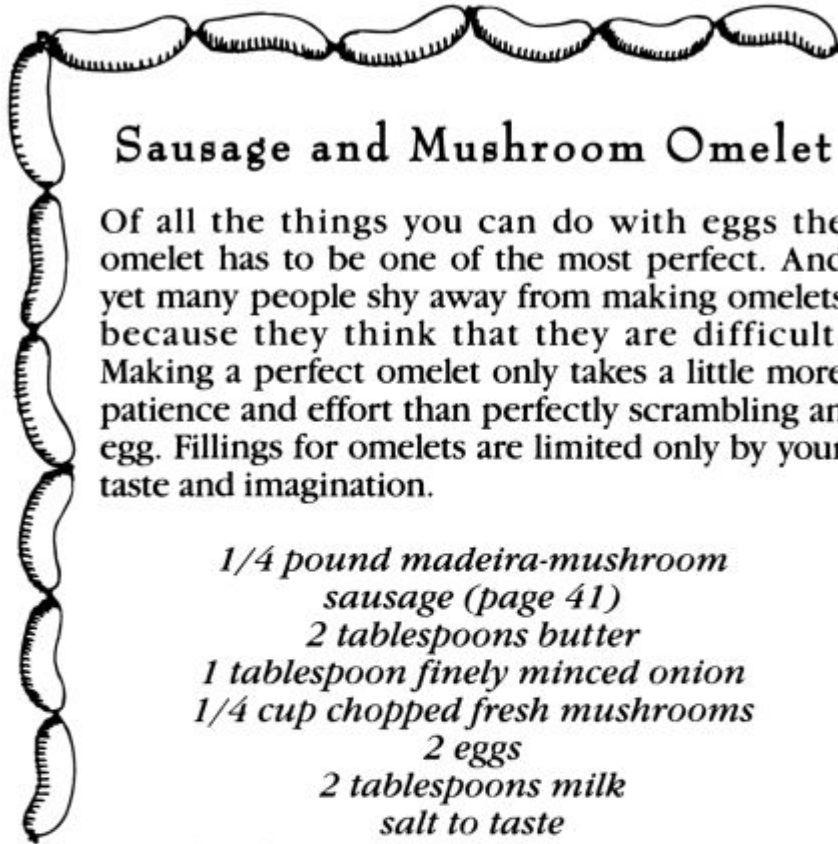 Sausage and Mushroom Omelet
Of all the things you can do with eggs the
omelet has to be one of the most perfect. And
yet many people shy away from making omelets
because they think that they are difficult
Making a perfect omelet only takes a little more
patience and effort than perfectly scrambling an
egg. Fillings for omelets are limited only by your
taste and imagination.
1/4 pound madeira-mushroom
sausage (page 41)
2 tablespoons butter
1 tablespoon finely minced onion
1/4 cup chopped fresh mushrooms
2 eggs
2 tablespoons milk
salt to taste